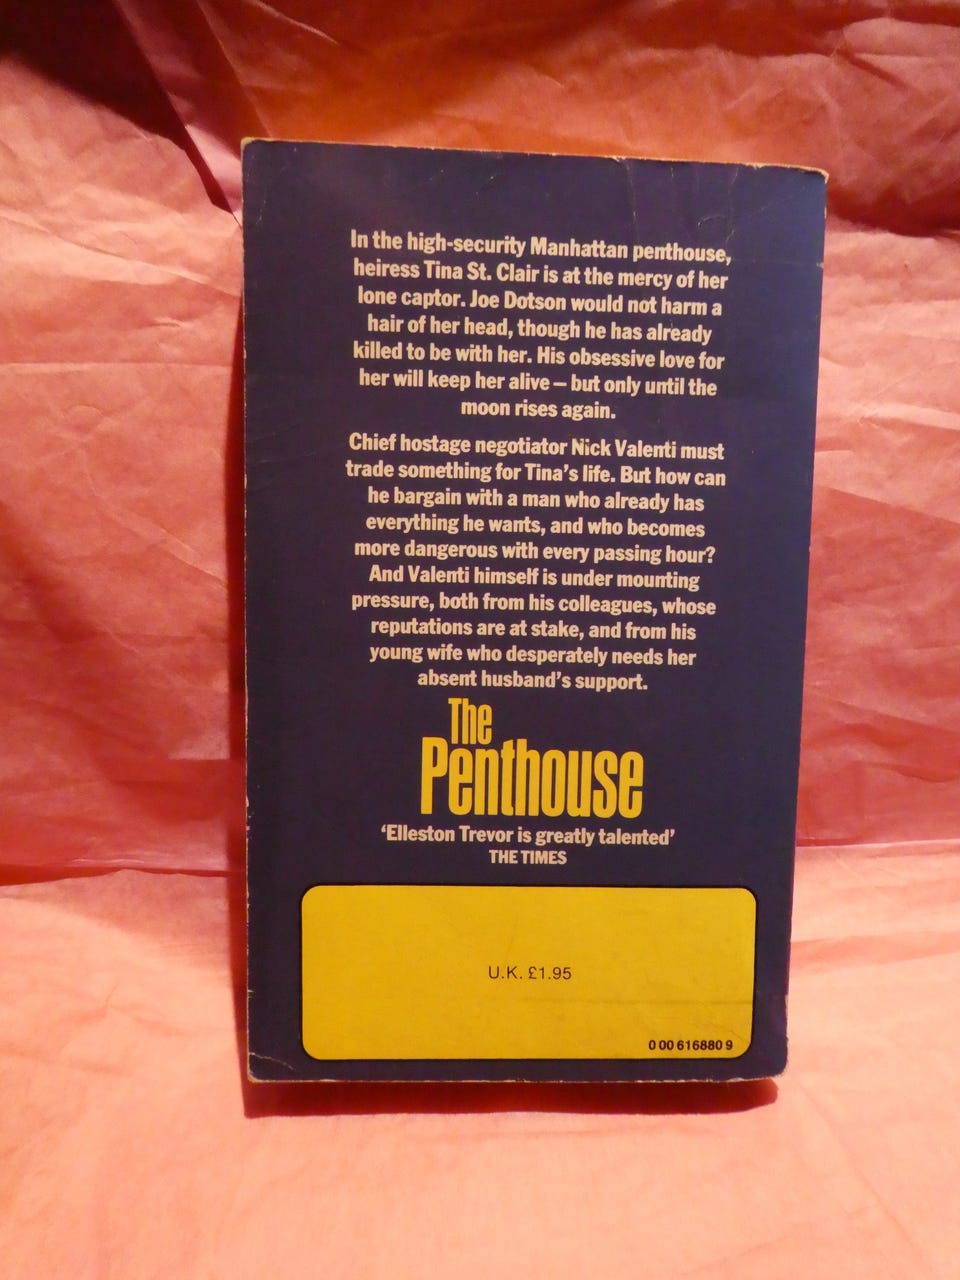 In the high-security Manhattan penthouse,
heiress Tina St. Clair is at the mercy of her
lone captor. Joe Dotson would not harm a
hair of her head, though he has already
killed to be with her. His obsessive love for
her will keep her alive – but only until the
moon rises again.
Chief hostage negotiator Nick Valenti must
trade something for Tina's life. But how can
he bargain with a man who already has
everything he wants, and who becomes
more dangerous with every passing hour?
And Valenti himself is under mounting
pressure, both from his colleagues, whose
reputations are at stake, and from his
young wife who desperately needs her
absent husband's support.
The
Penthouse
‘Elleston Trevor is greatly talented’
THE TIMES
U.K. £1.95
0 00 616880 9